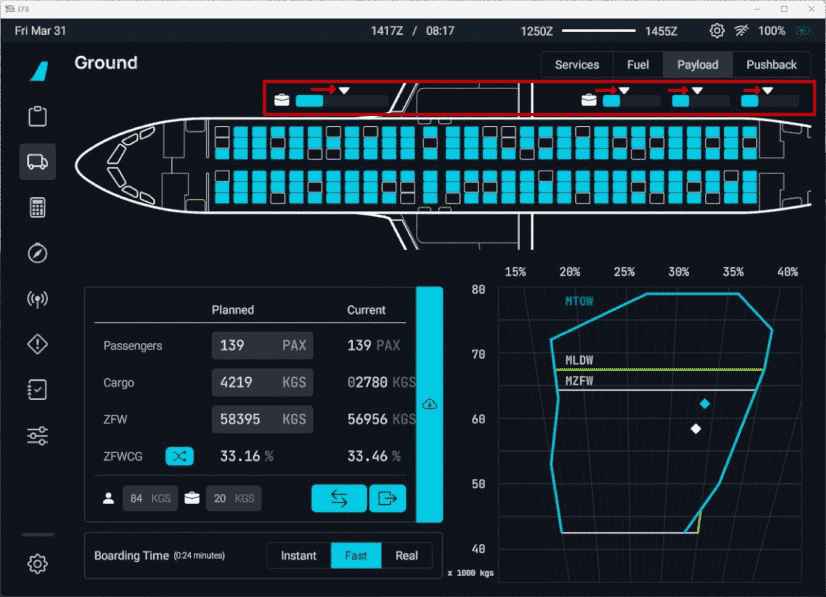 EFB
Fri Mar 31
1417Z / 08:17
1250Z
1455Z
100%
Ground
Services
Fuel
Payload
Pushback
Planned
Current
Passengers
139 PAX
139 PAX
Cargo
4219 KGS
02780 KGS
ZFW
58395 KGS
56956 KGS
ZFWCG
33.16 %
33.46 %
84 KGS
20 KGS
Boarding Time (0:24 minutes)
Instant
Fast
Real
15% 20% 25% 30% 35% 40%
80
MTOW
70
MLDW
MZFW
60
50
40
x 1000 kgs